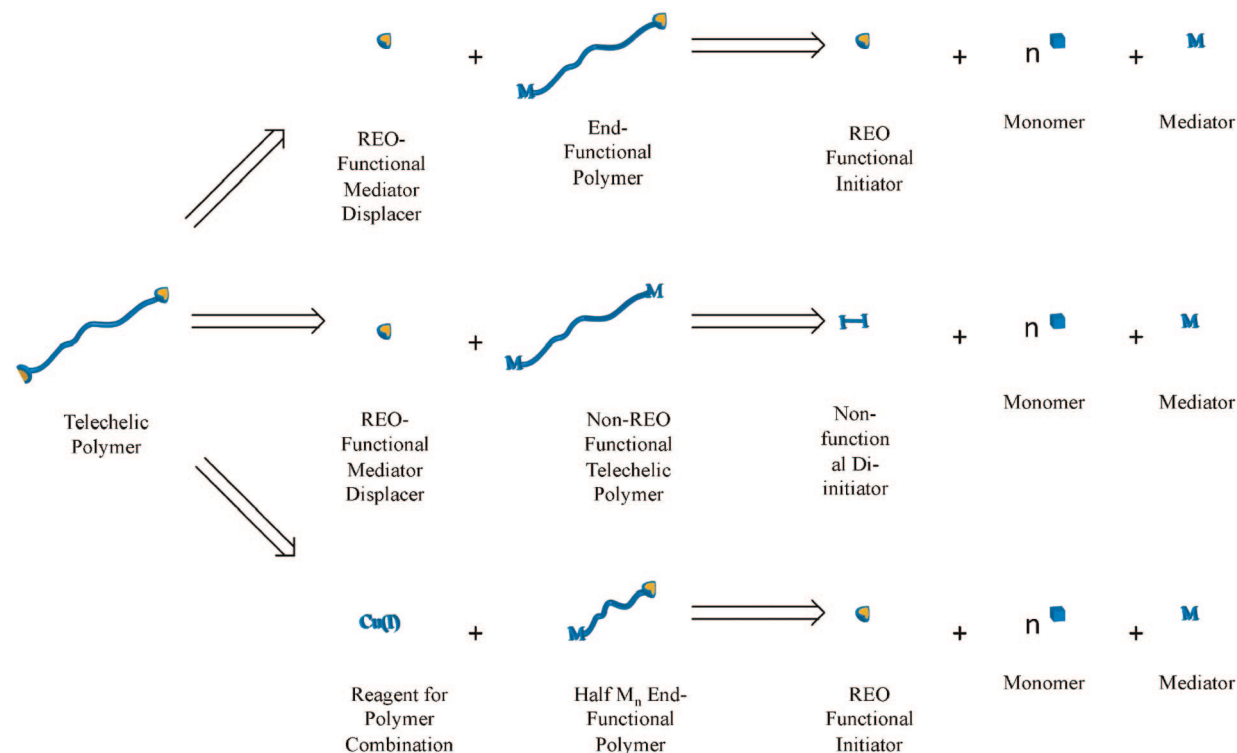 + n + M
+
M
REO-
Functional
Mediator
Displacer
End-
Functional
Polymer
REO
Functional
Initiator
Monomer
Mediator
M
+
M
I-I
+
n
+
M
Telechelic
Polymer
REO-
Functional
Mediator
Displacer
Non-REO
Functional
Telechelic
Polymer
Non-
function
al Di-
initiator
Monomer
Mediator
Cu(I)
+
M
+
n
+
M
Reagent for
Polymer
Combination
Half Mn End-
Functional
Polymer
REO
Functional
Initiator
Monomer
Mediator